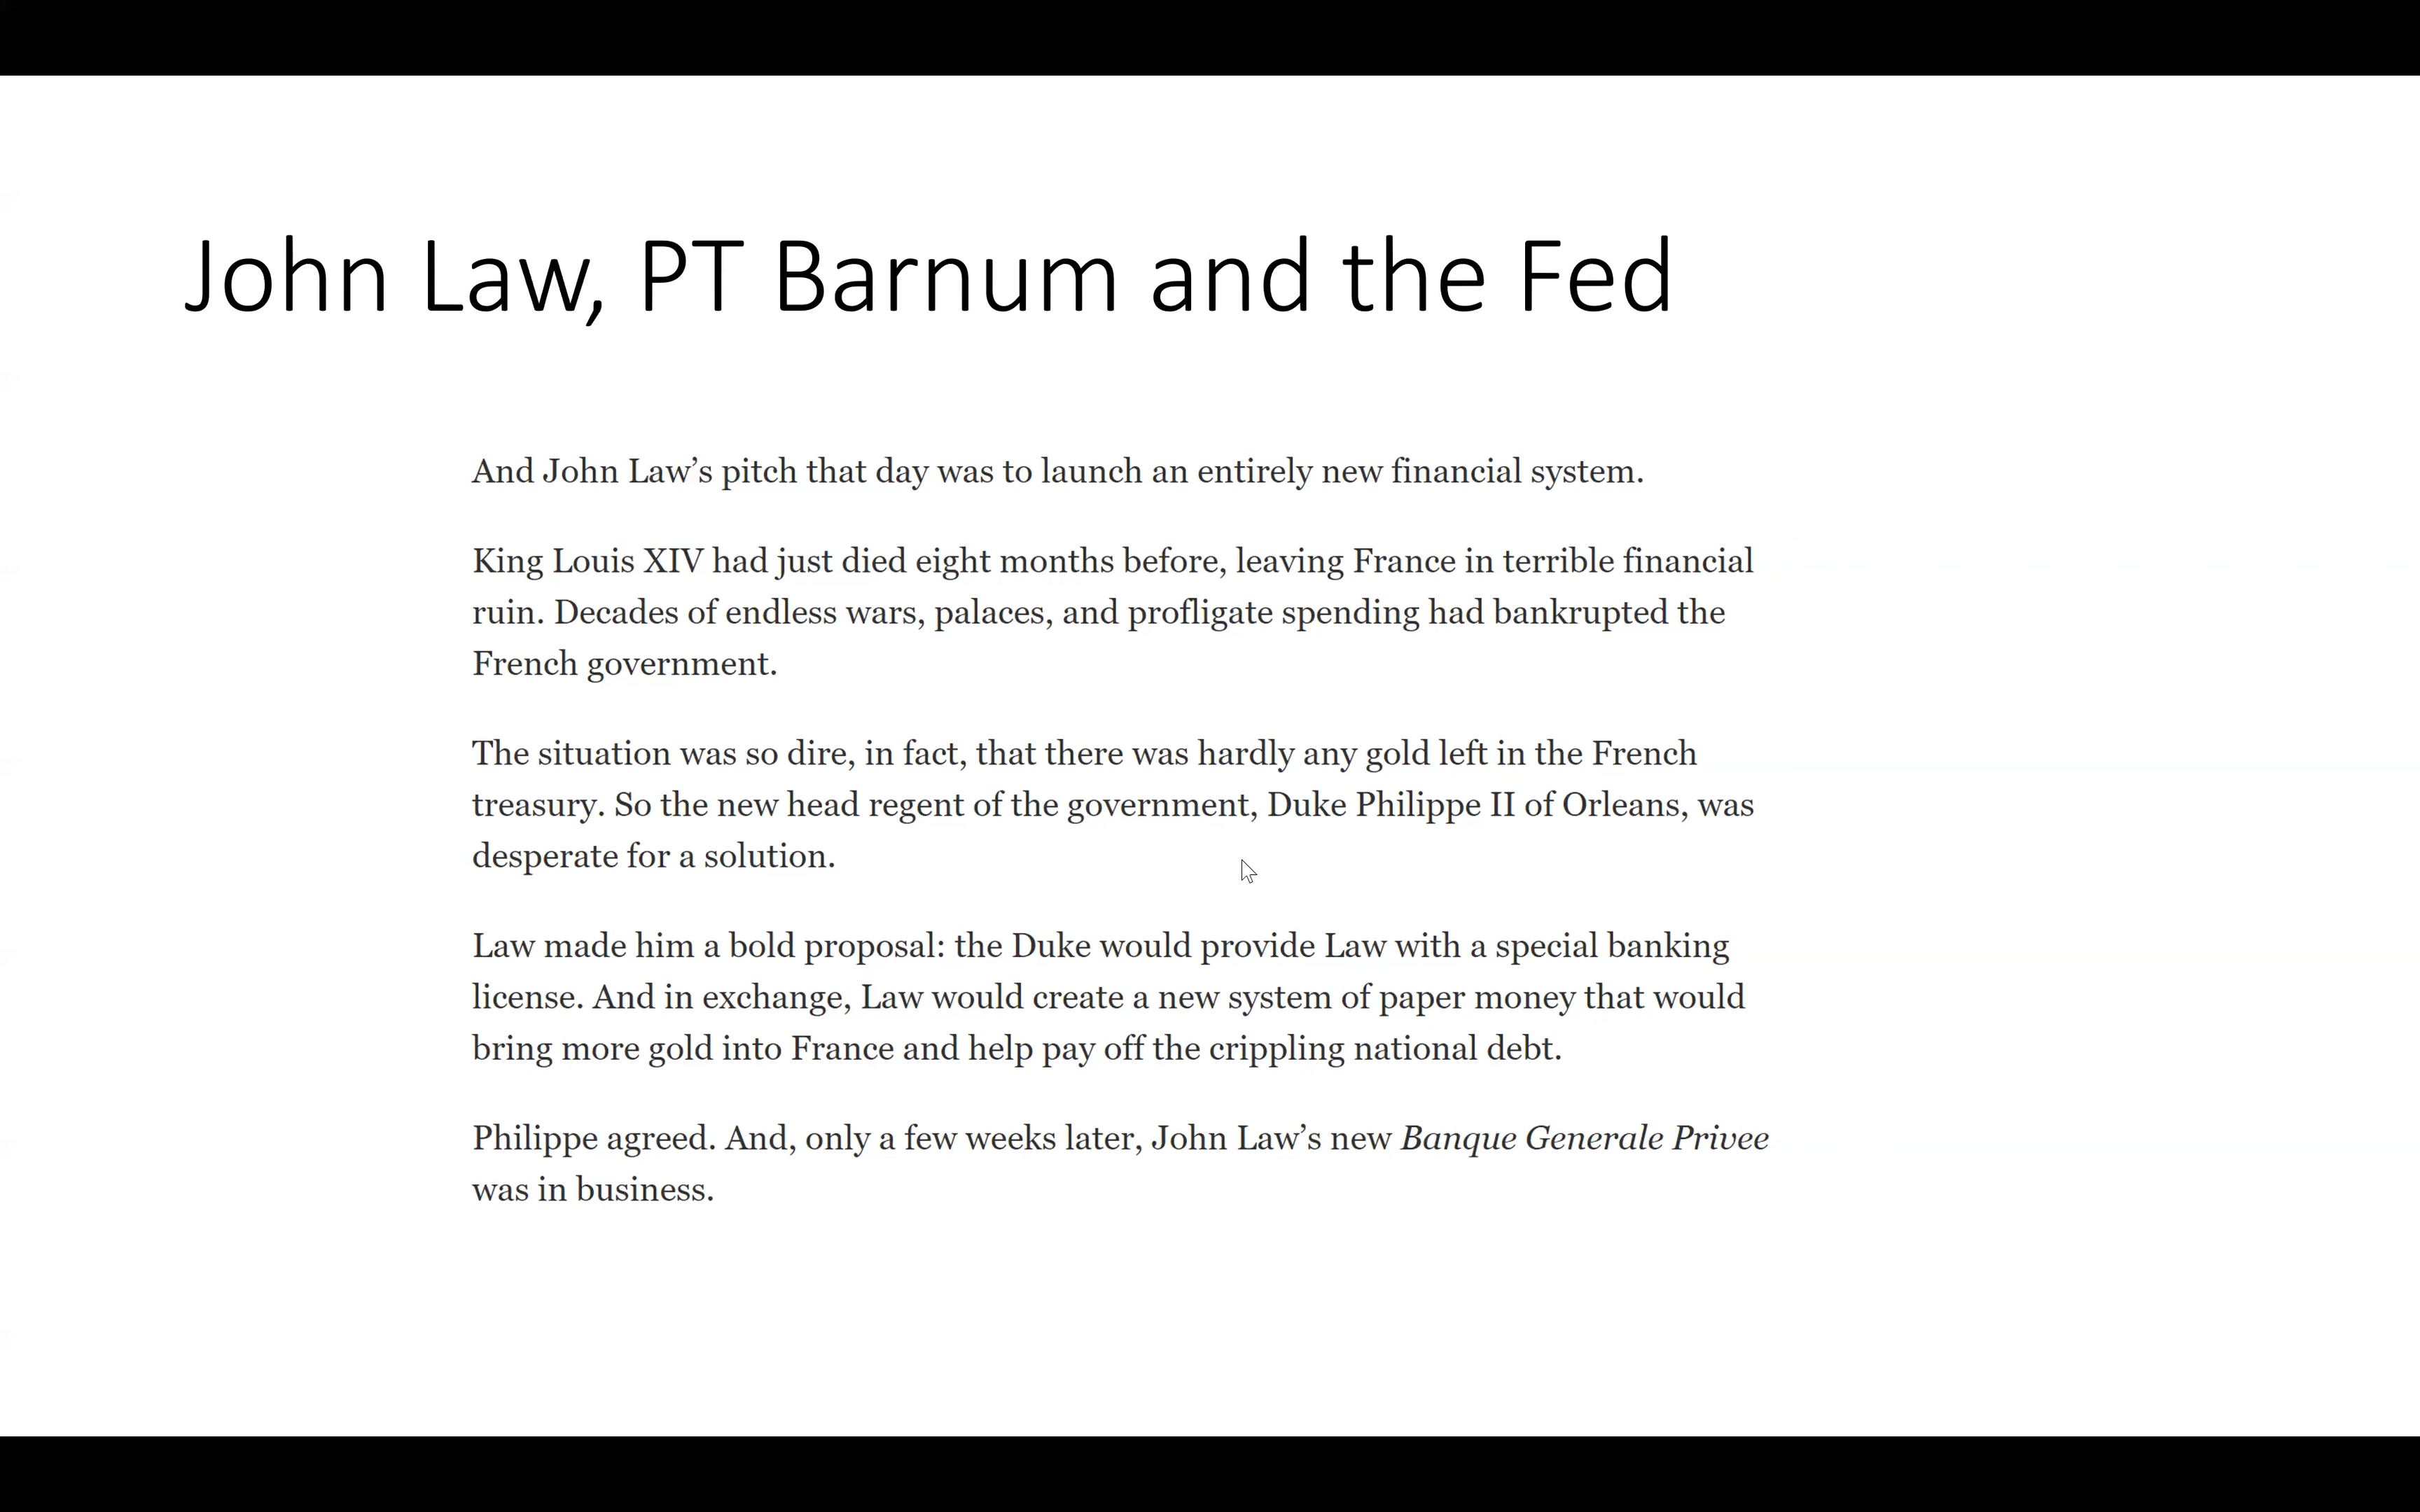 John Law, PT Barnum and the Fed
And John Law’s pitch that day was to launch an entirely new financial system.
King Louis XIV had just died eight months before, leaving France in terrible financial
ruin. Decades of endless wars, palaces, and profligate spending had bankrupted the
French government.
The situation was so dire, in fact, that there was hardly any gold left in the French
treasury. So the new head regent of the government, Duke Philippe II of Orleans, was
desperate for a solution.
Law made him a bold proposal: the Duke would provide Law with a special banking
license. And in exchange, Law would create a new system of paper money that would
bring more gold into France and help pay off the crippling national debt.
Philippe agreed. And, only a few weeks later, John Law’s new Banque Generale Privee
was in business.